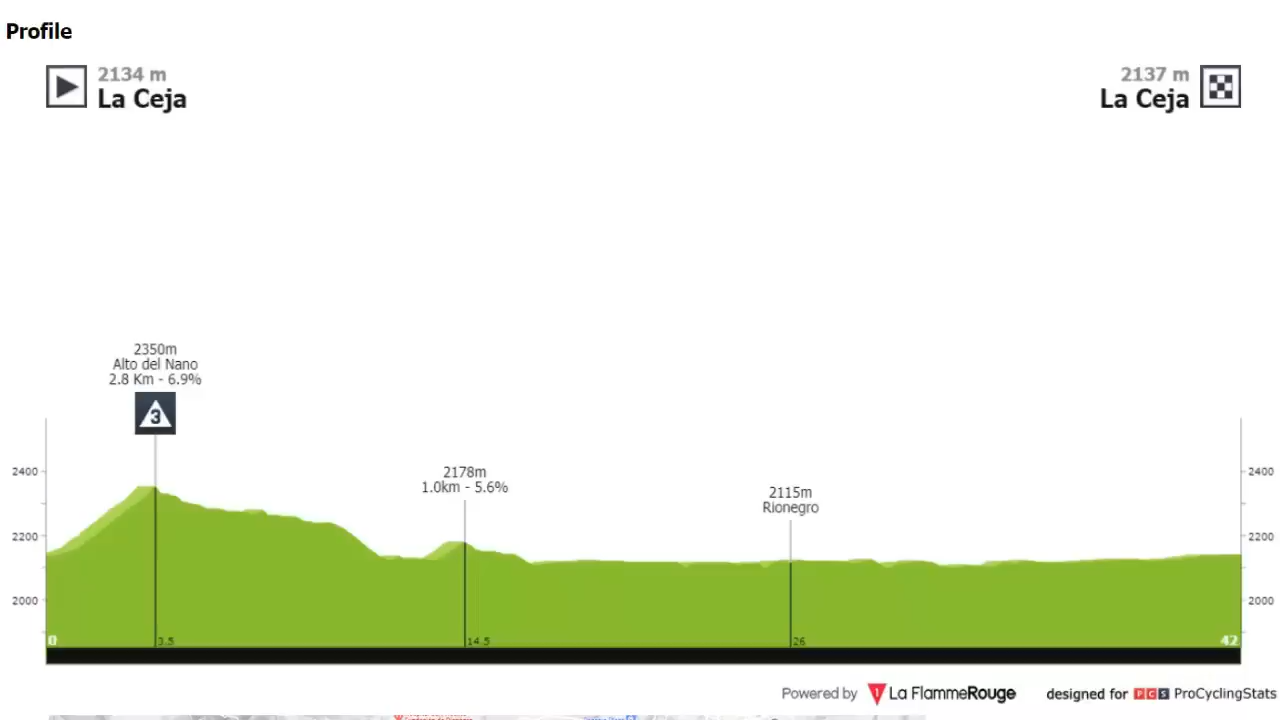 Profile
2134 m
La Ceja
2137 m
La Ceja
2350m
Alto del Nano
2.8 Km - 6.9%
3
2178m
1.0km - 5.6%
2115m
Rionegro
2400
2200
2000
2400
2200
2000
0
3.5
14.5
26
42
Powered by La FlammeRouge
designed for PCS ProCyclingStats